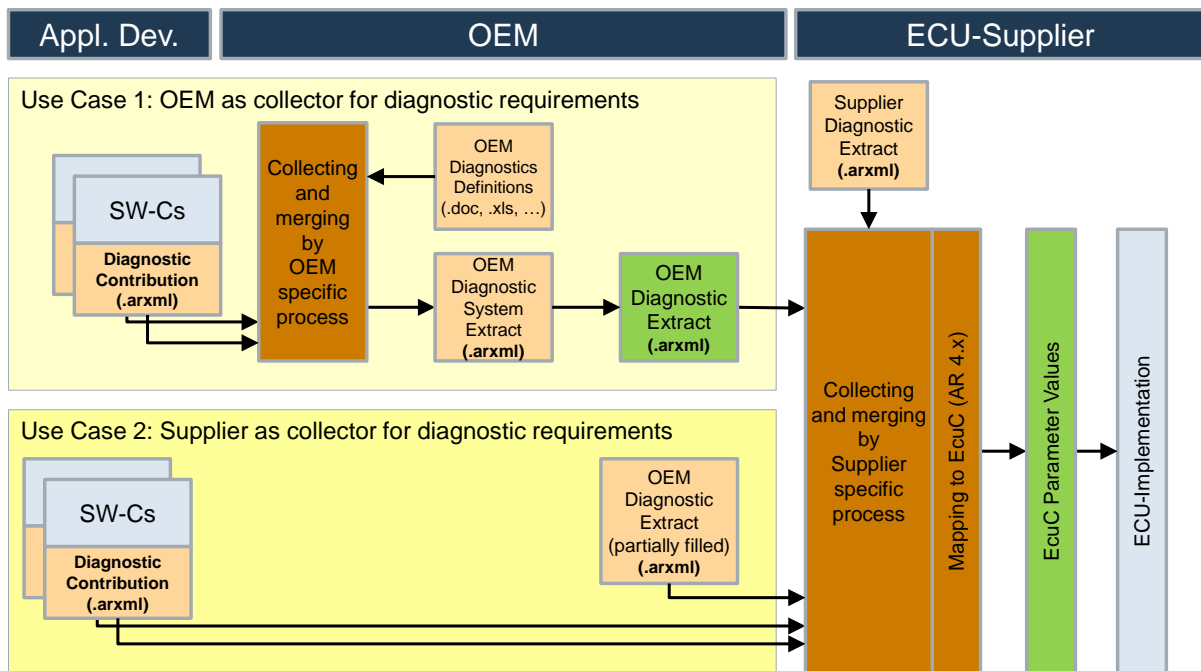 Appl. Dev.
OEM
ECU-Supplier
Use Case 1: OEM as collector for diagnostic requirements
SW-Cs
Diagnostic
Contribution
(.arxml)
Collecting
and
merging
by
OEM
specific
process
OEM
Diagnostics
Definitions
(.doc, .xls, …)
OEM
Diagnostic
System
Extract
(.arxml)
OEM
Diagnostic
Extract
(.arxml)
Supplier
Diagnostic
Extract
(.arxml)
Use Case 2: Supplier as collector for diagnostic requirements
SW-Cs
Diagnostic
Contribution
(.arxml)
OEM
Diagnostic
Extract
(partially filled)
(.arxml)
Collecting
and merging
by
Supplier
specific
process
Mapping to EcuC (AR 4.x)
EcuC Parameter Values
ECU-Implementation